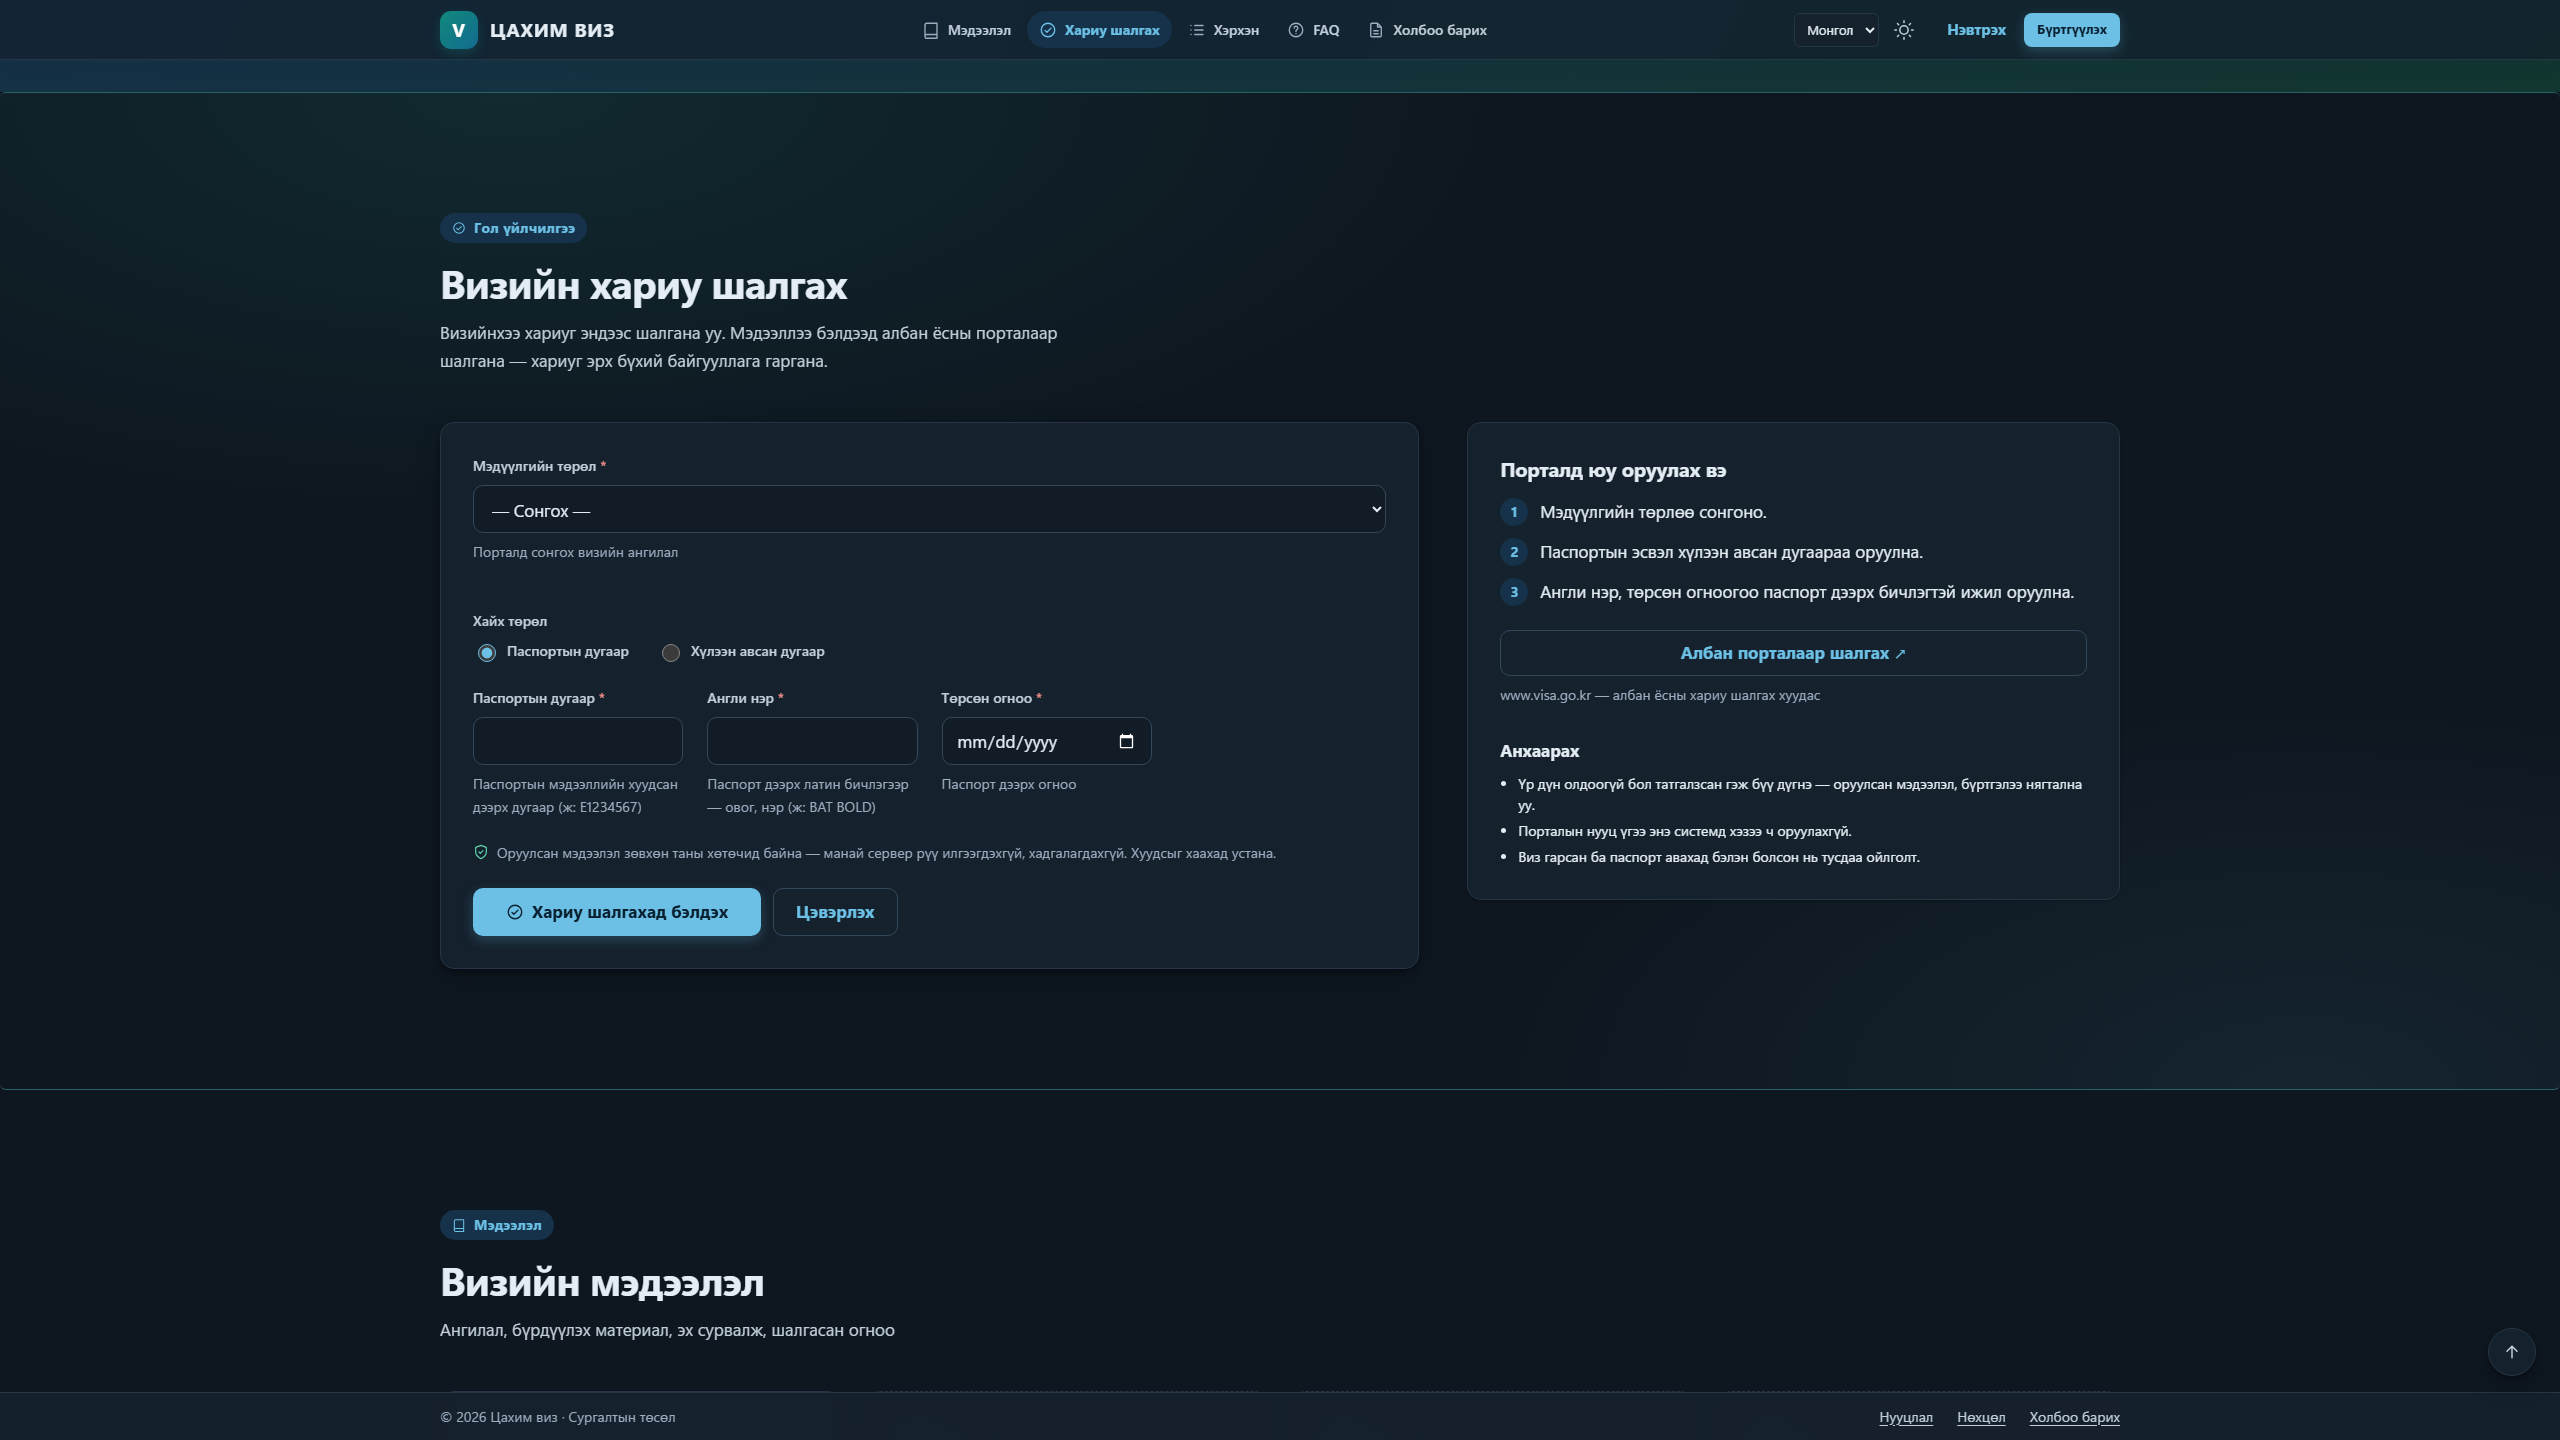 V ЦАХИМ ВИЗ
Мэдээлэл
Хариу шалгах
Хэрхэн
FAQ
Холбоо барих
Монгол
Нэвтрэх
Бүртгүүлэх
Гол үйлчилгээ
Визийн хариу шалгах
Визийнхээ хариуг эндээс шалгана уу. Мэдээллээ бэлдээд албан ёсны порталаар
шалгана — хариуг эрх бүхий байгууллага гаргана.
Мэдүүлгийн төрөл *
— Сонгох —
Порталд сонгох визийн ангилал
Хайх төрөл
Паспортын дугаар
Хүлээн авсан дугаар
Паспортын дугаар *
Паспортын мэдээллийн хуудсан
дээрх дугаар (ж: E1234567)
Англи нэр *
Паспорт дээрх латин бичлэгээр
— овог, нэр (ж: BAT BOLD)
Төрсөн огноо *
mm/dd/yyyy
Паспорт дээрх огноо
Оруулсан мэдээлэл зөвхөн таны хөтөчид байна — манай сервер рүү илгээгдэхгүй, хадгалагдахгүй. Хуудсыг хаахад устана.
Хариу шалгахад бэлдэх
Цэвэрлэх
Порталд юу оруулах вэ
1 Мэдүүлгийн төрлөө сонгоно.
2 Паспортын эсвэл хүлээн авсан дугаараа оруулна.
3 Англи нэр, төрсөн огноогоо паспорт дээрх бичлэгтэй ижил оруулна.
Албан порталаар шалгах ↗
www.visa.go.kr — албан ёсны хариу шалгах хуудас
Анхаарах
• Үр дүн олдоогүй бол татгалзсан гэж бүү дүгнэ — оруулсан мэдээлэл, бүртгэлээ нягтална
уу.
• Порталын нууц үгээ энэ системд хэзээ ч оруулахгүй.
• Виз гарсан ба паспорт авахад бэлэн болсон нь тусдаа ойлголт.
Мэдээлэл
Визийн мэдээлэл
Ангилал, бүрдүүлэх материал, эх сурвалж, шалгасан огноо
© 2026 Цахим виз · Сургалтын төсөл
Нууцлал
Нөхцөл
Холбоо барих